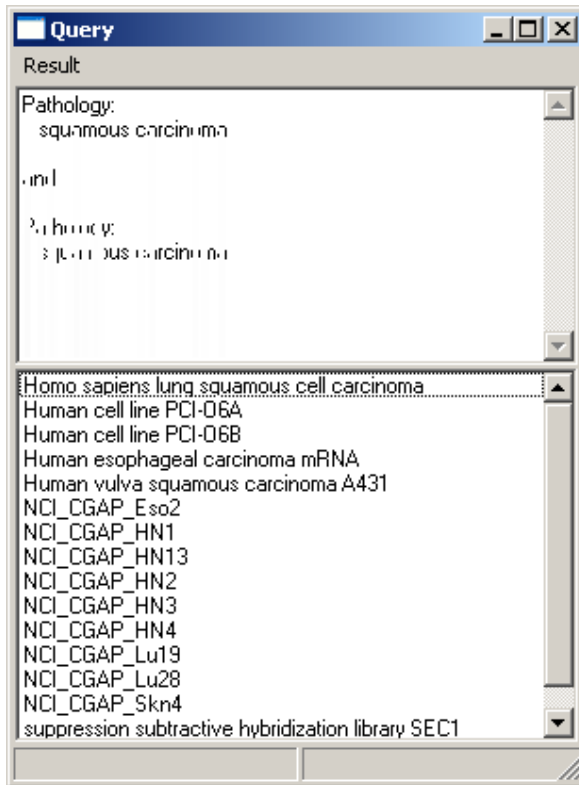 Query
Result
Pathology:
squamous carcinoma
and
Pathology:
squamous carcinoma
Homo sapiens lung squamous cell carcinoma
Human cell line PCI-O6A
Human cell line PCI-O6B
Human esophageal carcinoma mRNA
Human vulva squamous carcinoma A431
NCI_CGAP_Eso2
NCI_CGAP_HN1
NCI_CGAP_HN13
NCI_CGAP_HN2
NCI_CGAP_HN3
NCI_CGAP_HN4
NCI_CGAP_Lu19
NCI_CGAP_Lu28
NCI_CGAP_Skn4
suppression subtractive hybridization library SEC1